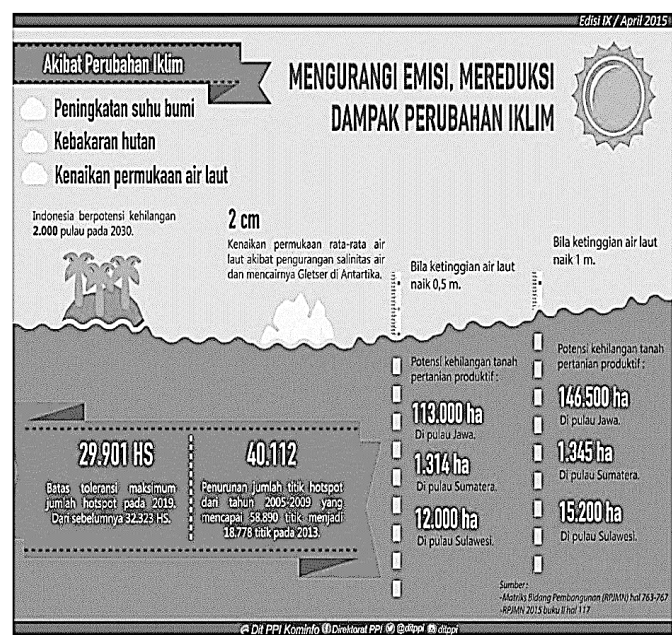 Edisi IX / April 2015
Akibat Perubahan Iklim
Peningkatan suhu bumi
Kebakaran hutan
Kenaikan permukaan air laut
MENGURANGI EMISI, MEREDUKSI
DAMPAK PERUBAHAN IKLIM
Indonesia berpotensi kehilangan
2.000 pulau pada 2030.
2 cm
Kenaikan permukaan rata-rata air
laut akibat pengurangan salinitas air
dan mencairnya Gletser di Antartika.
Bila ketinggian air laut
naik 0,5 m.
Potensi kehilangan tanah
pertanian produktif :
113.000 ha
Di pulau Jawa.
1.314 ha
Di pulau Sumatera.
12.000 ha
Di pulau Sulawesi.
Bila ketinggian air laut
naik 1 m.
Potensi kehilangan tanah
pertanian produktif :
146.500 ha
Di pulau Jawa.
1.345 ha
Di pulau Sumatera.
15.200 ha
Di pulau Sulawesi.
29.901 HS
Batas toleransi maksimum
jumlah hotspot pada 2019.
Dari sebelumnya 32.323 HS.
40.112
Penurunan jumlah titik hotspot
dari tahun 2005-2009 yang
mencapai 58.890 titik menjadi
18.778 titik pada 2013.
Sumber :
-Matriks Bidang Pembangunan (RPJMN) hal 763-767
-RPJMN 2015 buku II hal 117
Dit PPI Kominfo Direktorat PPI @ditppi ditppi